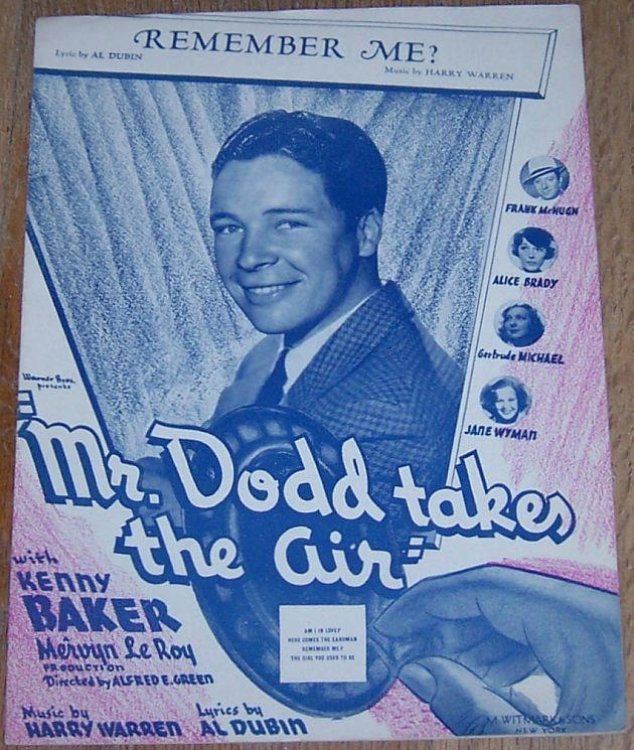 REMEMBER ME?
Lyric by AL DUBIN
Music by HARRY WARREN
FRANK McHUGH
ALICE BRADY
Gertrude MICHAEL
JANE WYMAN
Warner Bros.
presents
"Mr. Dodd takes
the air"
with
KENNY
BAKER
Mervyn Le Roy
PRODUCTION
Directed by ALFRED E. GREEN
Music by
HARRY WARREN
Lyrics by
AL DUBIN
AM I IN LOVE?
HERE COMES THE SANDMAN
REMEMBER ME?
THE GIRL YOU USED TO BE
M. WITMARK & SONS
NEW YORK